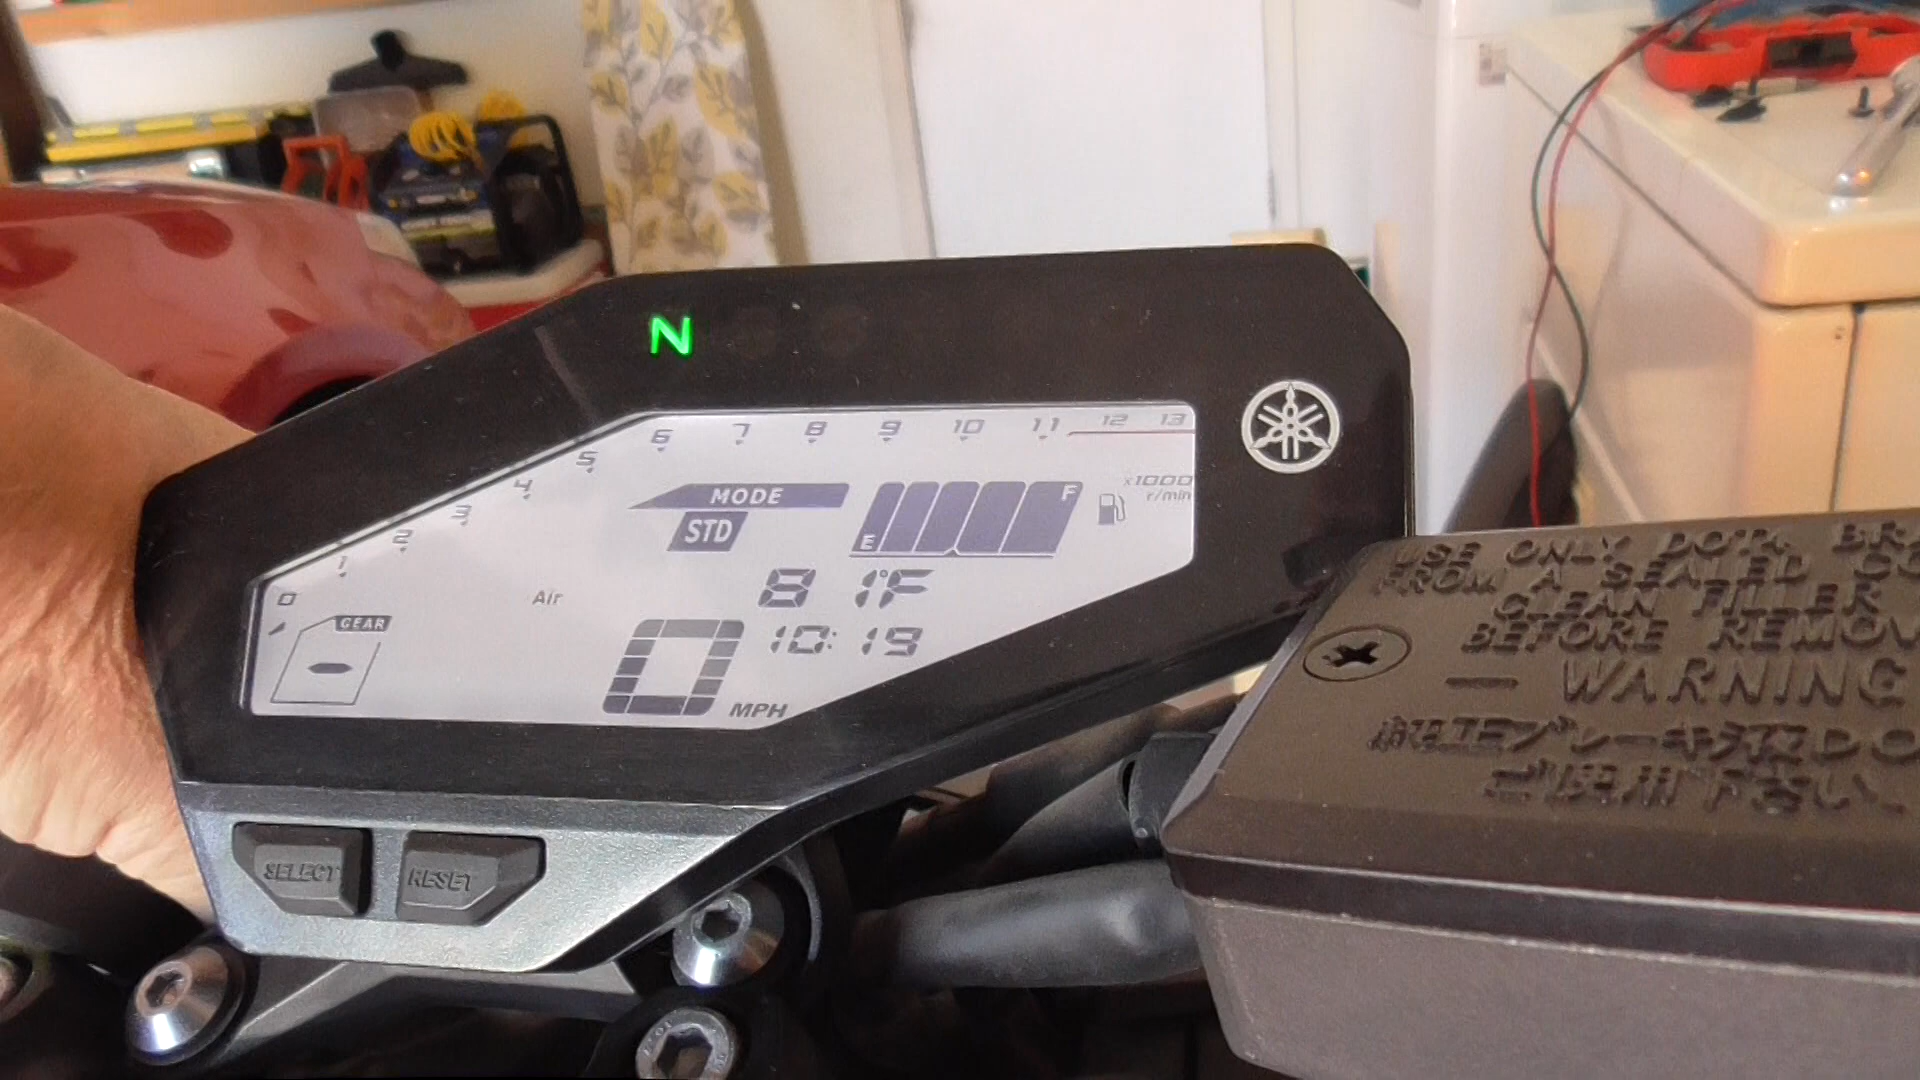 N
6 7 8 9 10 11 12 13
5
4
3
2
1
0
x1000
r/min
MODE
STD
F
E
Air 81°F
10:19
GEAR
-
0 MPH
SELECT RESET
USE ONLY DOT4 BR
FROM A SEALED CO
CLEAN FILLER
BEFORE REMOV
WARNING
DO